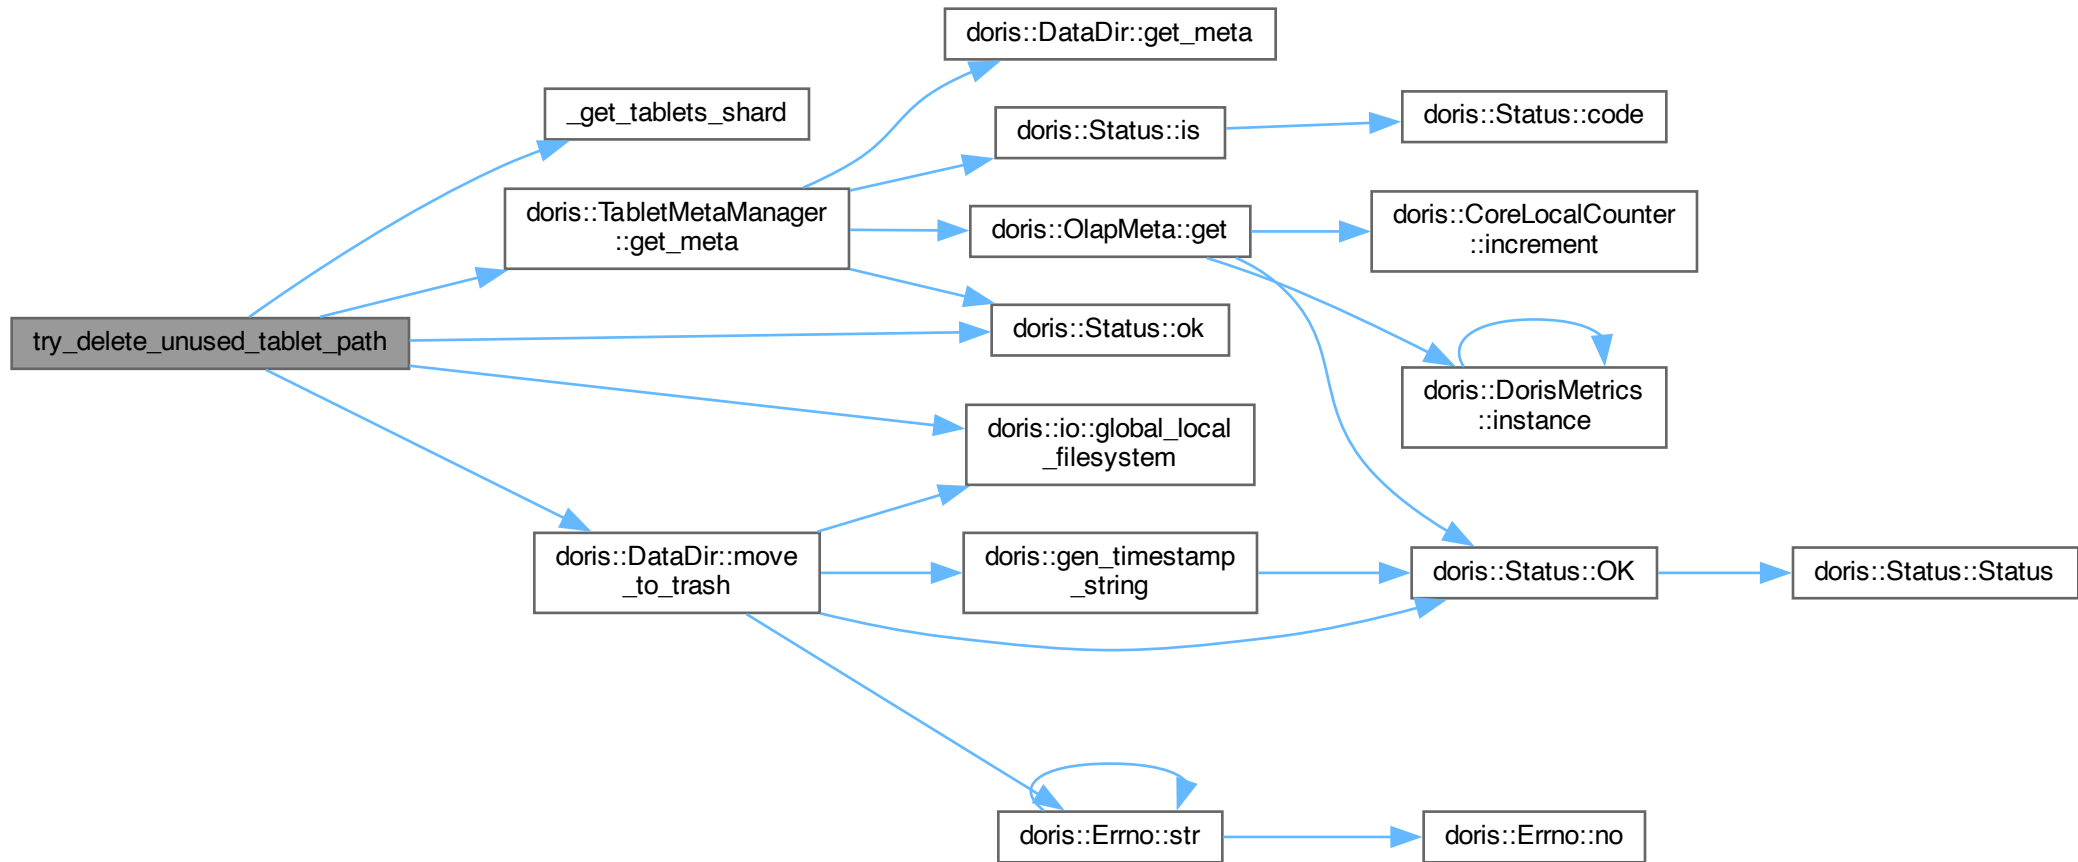 doris::DataDir::get_meta
_get_tablets_shard
doris::Status::is
doris::Status::code
doris::TabletMetaManager
::get_meta
doris::OlapMeta::get
doris::CoreLocalCounter
::increment
try_delete_unused_tablet_path
doris::Status::ok
doris::DorisMetrics
::instance
doris::io::global_local
_filesystem
doris::DataDir::move
_to_trash
doris::gen_timestamp
_string
doris::Status::OK
doris::Status::Status
doris::Errno::str
doris::Errno::no